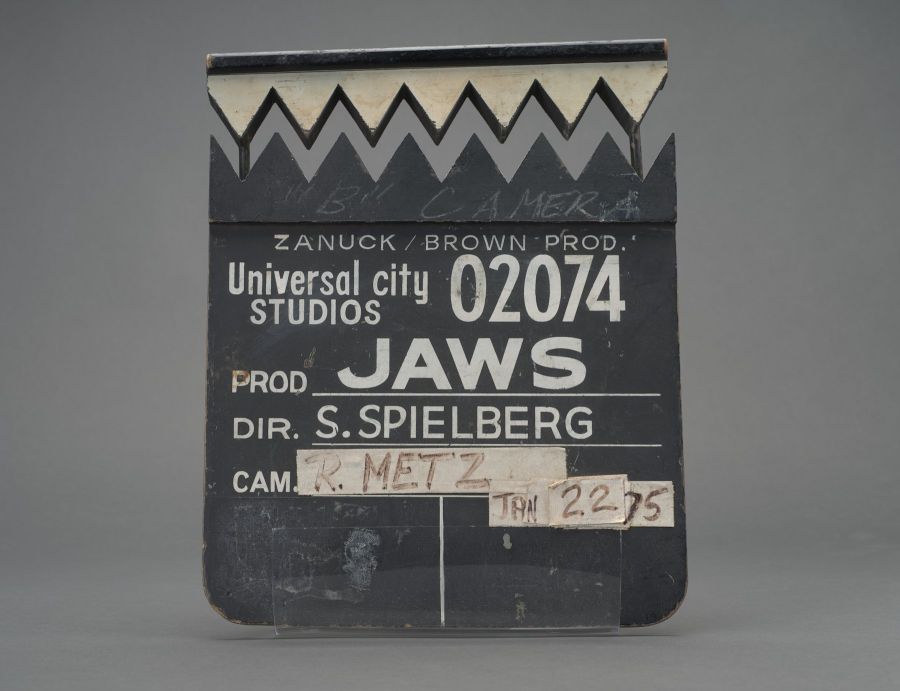 "B" CAMERA
ZANUCK / BROWN PROD.
Universal city 02074
STUDIOS
PROD JAWS
DIR. S. SPIELBERG
CAM. R. METZ
JAN 22 75